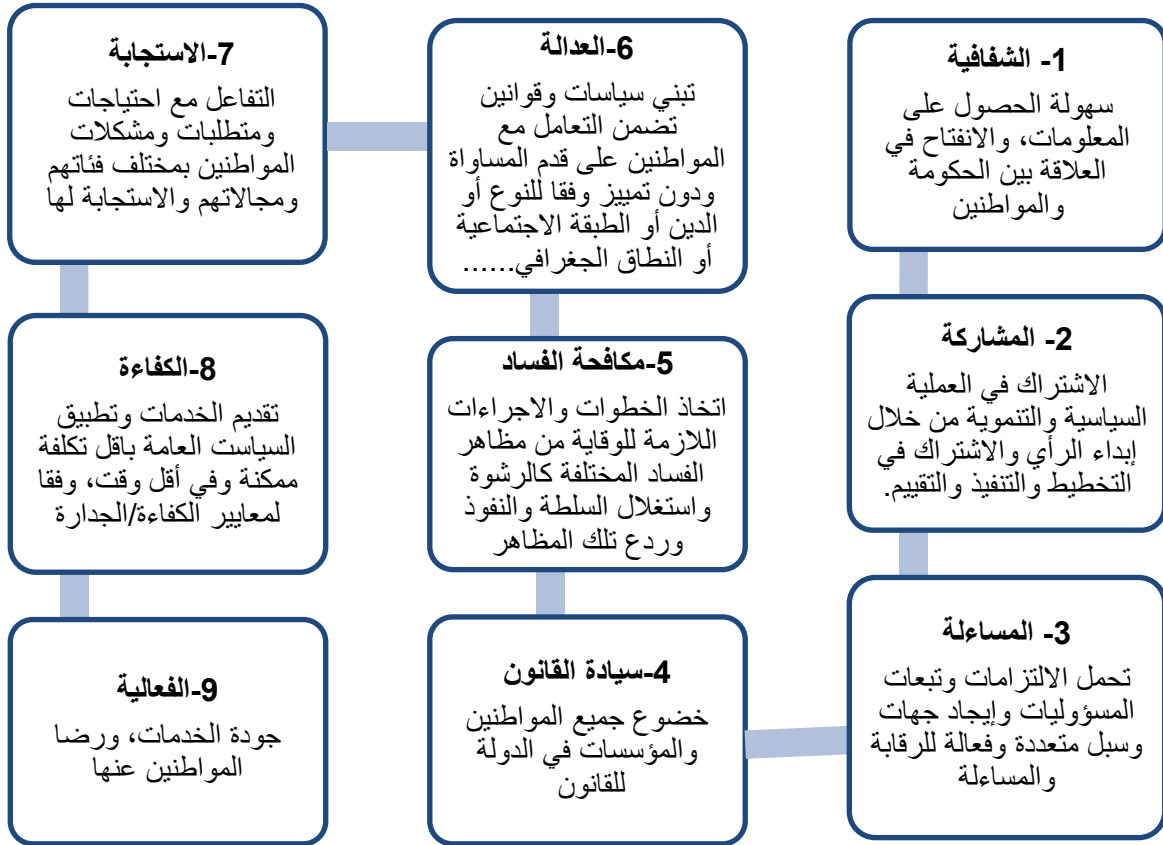 1- الشفافية
سهولة الحصول على
المعلومات، والانفتاح في
العلاقة بين الحكومة
والمواطنين
2- المشاركة
الاشتراك في العملية
السياسية والتنموية من خلال
إبداء الرأي والاشتراك في
التخطيط والتنفيذ والتقييم.
3- المساءلة
تحمل الالتزامات وتبعات
المسؤوليات وإيجاد جهات
وسبل متعددة وفعالة للرقابة
والمساءلة
4-سيادة القانون
خضوع جميع المواطنين
والمؤسسات في الدولة
للقانون
5-مكافحة الفساد
اتخاذ الخطوات والاجراءات
اللازمة للوقاية من مظاهر
الفساد المختلفة كالرشوة
واستغلال السلطة والنفوذ
وردع تلك المظاهر
6-العدالة
تبني سياسات وقوانين
تضمن التعامل مع
المواطنين على قدم المساواة
ودون تمييز وفقا للنوع أو
الدين أو الطبقة الاجتماعية
أو النطاق الجغرافي......
7-الاستجابة
التفاعل مع احتياجات
ومتطلبات ومشكلات
المواطنين بمختلف فئاتهم
ومجالاتهم والاستجابة لها
8-الكفاءة
تقديم الخدمات وتطبيق
السياست العامة باقل تكلفة
ممكنة وفي أقل وقت، وفقا
لمعايير الكفاءة/الجدارة
9-الفعالية
جودة الخدمات، ورضا
المواطنين عنها